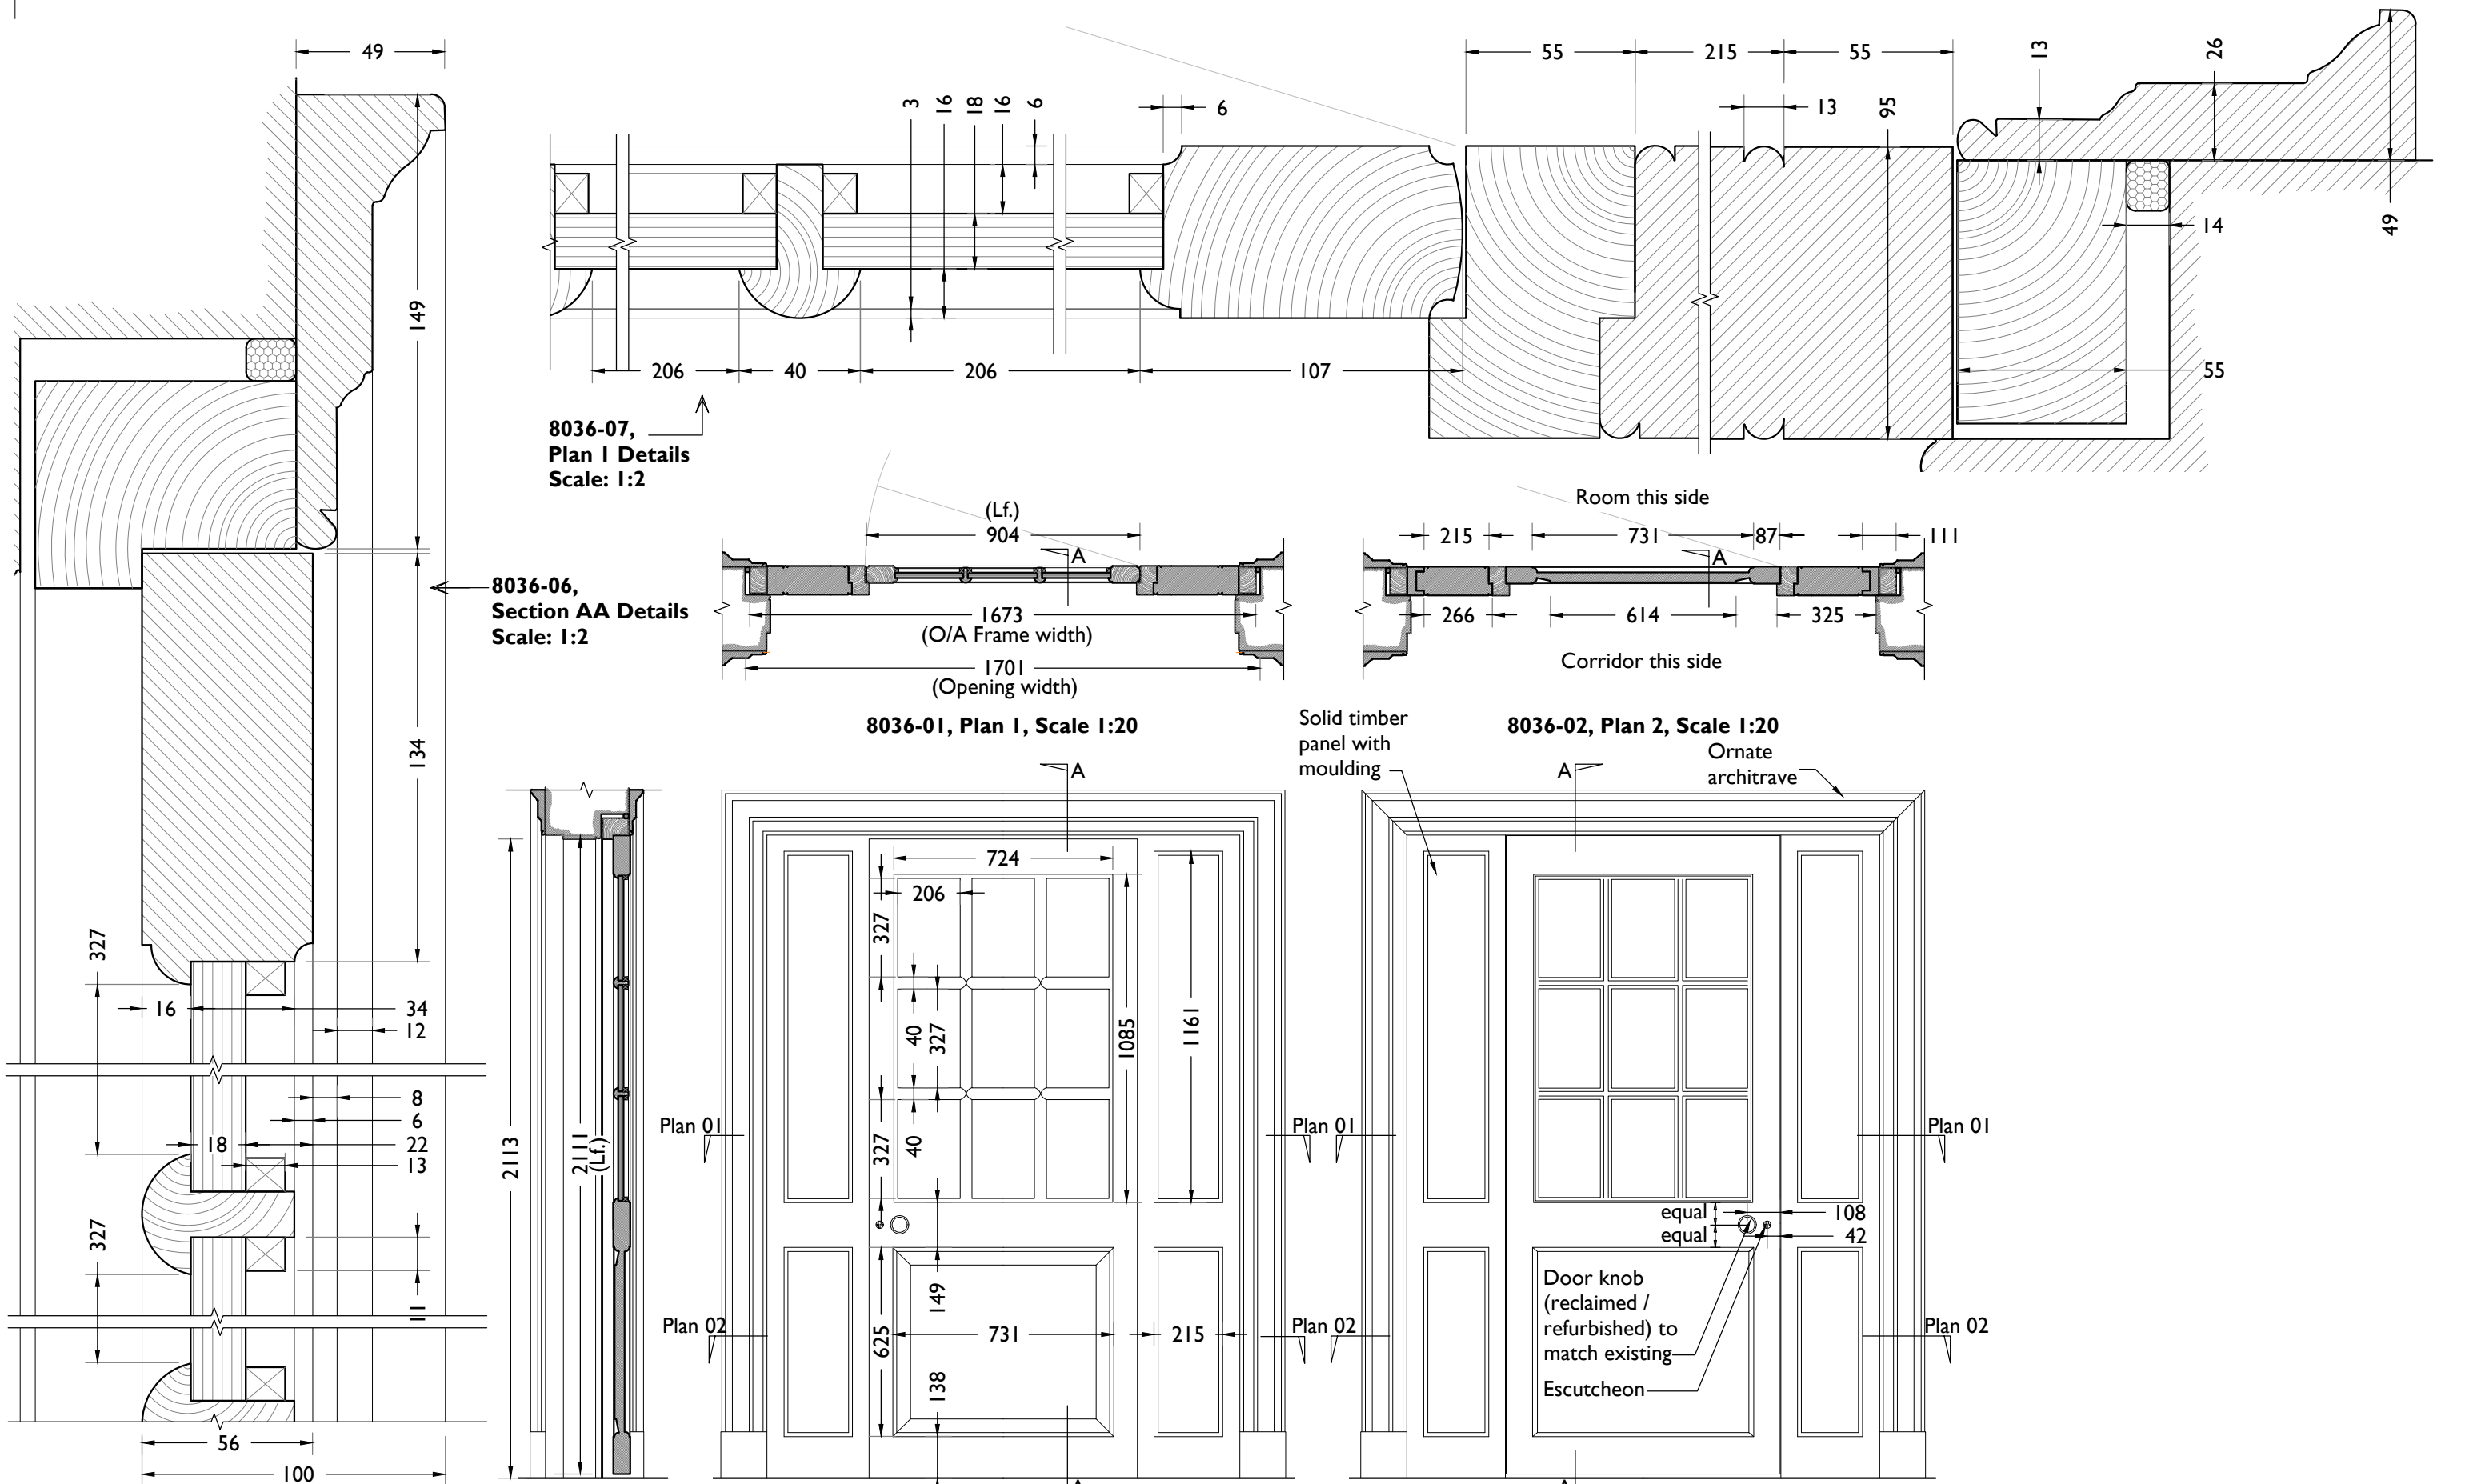 49
149
134
327
16
34
12
8
6
18
22
13
327
11
56
100
3
16
18
16
6
6
206
40
206
107
8036-07,
Plan 1 Details
Scale: 1:2
55
215
55
13
95
13
26
49
14
55
8036-06,
Section AA Details
Scale: 1:2
(Lf.)
904
A
1673
(O/A Frame width)
1701
(Opening width)
8036-01, Plan 1, Scale 1:20
Room this side
215
731
87
111
A
266
614
325
Corridor this side
8036-02, Plan 2, Scale 1:20
Solid timber
panel with
moulding
Ornate
architrave
2113
2111
(Lf.)
A
724
206
327
40
327
1085
1161
327
40
149
625
731
215
138
Plan 01
Plan 01
Plan 02
Plan 02
A
A
Plan 01
Plan 02
equal
equal
108
42
Door knob
(reclaimed /
refurbished) to
match existing
Escutcheon
A